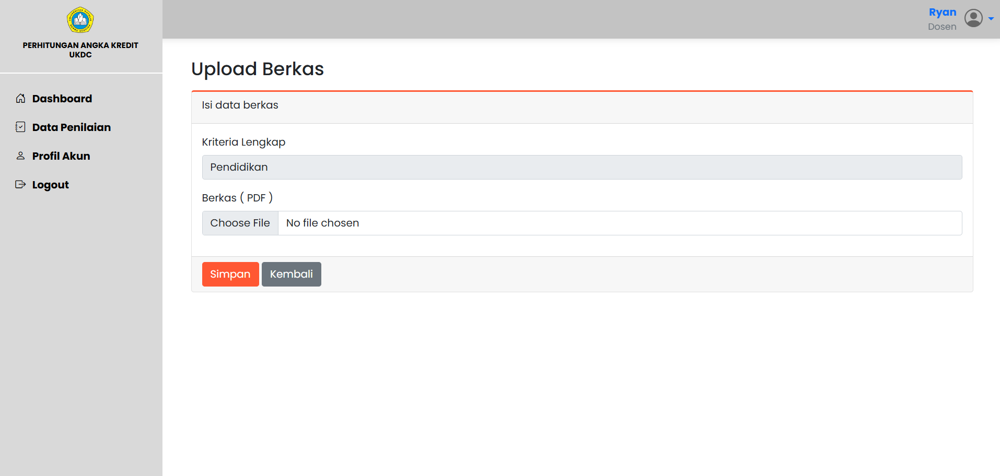 PERHITUNGAN ANGKA KREDIT
UKDC
Dashboard
Data Penilaian
Profil Akun
Logout
Ryan
Dosen
Upload Berkas
Isi data berkas
Kriteria Lengkap
Pendidikan
Berkas ( PDF )
Choose File No file chosen
Simpan Kembali